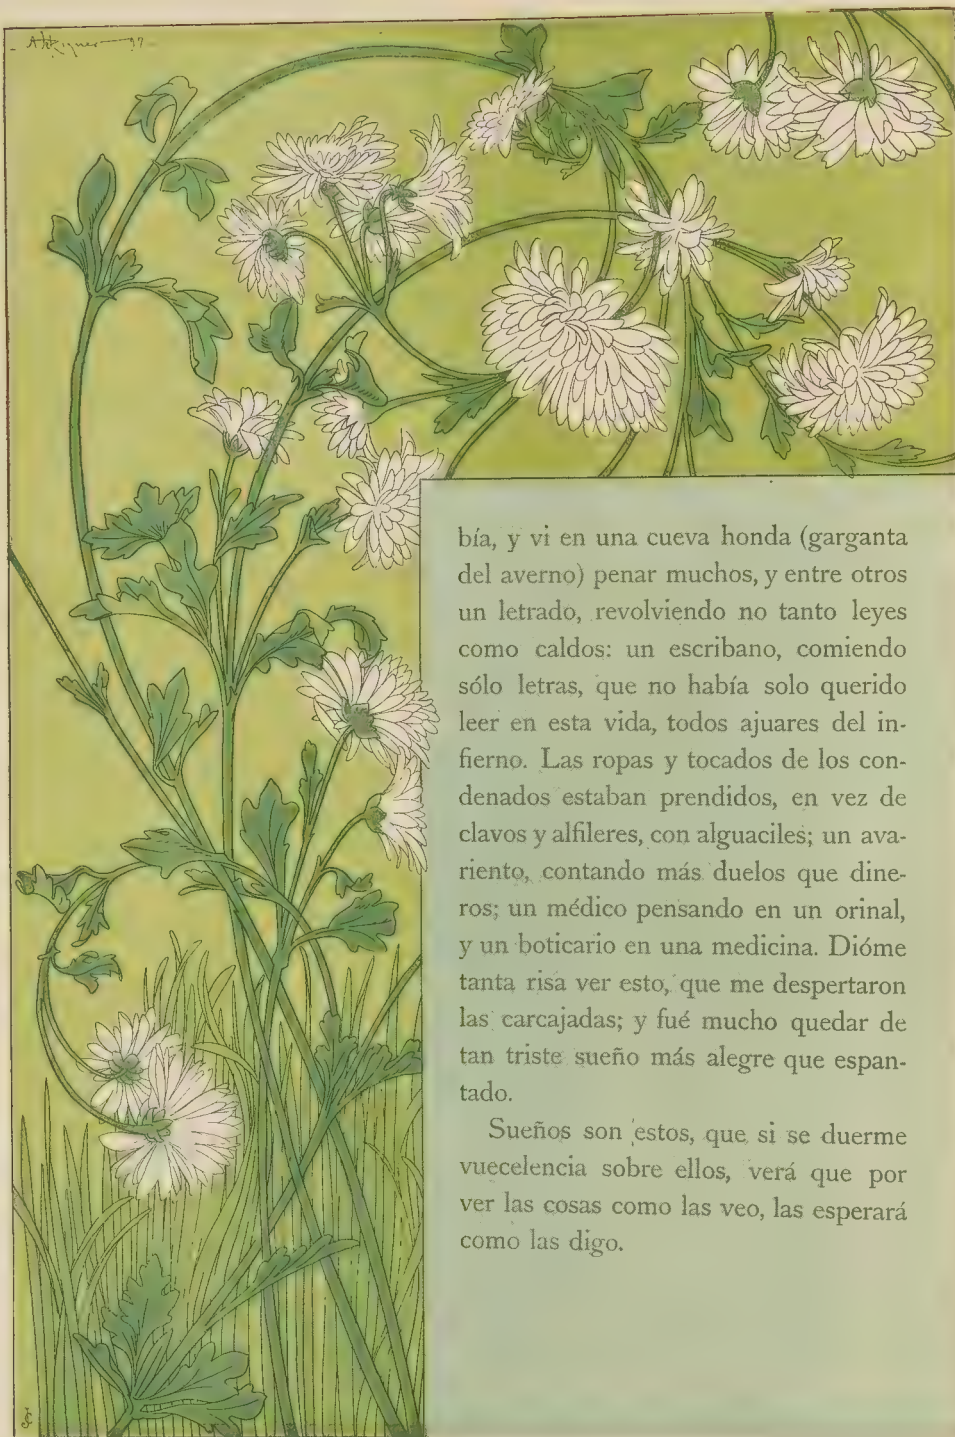 bía, y vi en una cueva honda (garganta
del averno) penar muchos, y entre otros
un letrado, revolviendo no tanto leyes
como caldos: un escribano, comiendo
sólo letras, que no había solo querido
leer en esta vida, todos ajuares del in-
fierno. Las ropas y tocados de los con-
denados estaban prendidos, en vez de
clavos y alfileres, con alguaciles; un ava-
riento, contando más duelos que dine-
ros; un médico pensando en un orinal,
y un boticario en una medicina. Dióme
tanta risa ver esto, que me despertaron
las carcajadas; y fué mucho quedar de
tan triste sueño más alegre que espan-
tado.
Sueños son estos, que si se duerme
vuecelencia sobre ellos, verá que por
ver las cosas como las veo, las esperará
como las digo.